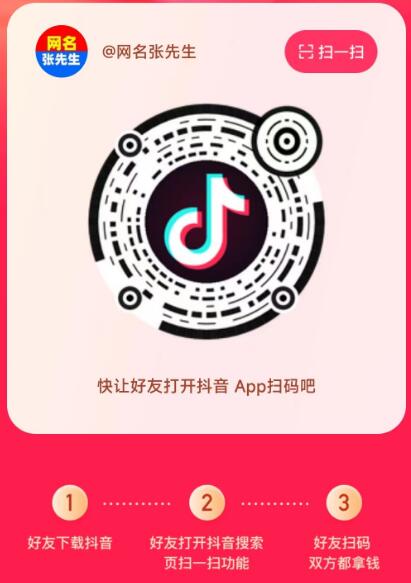 网名
张先生
@网名张先生
扫一扫
快让好友打开抖音 App扫码吧
1
2
3
好友下载抖音
好友打开抖音搜索
页扫一扫功能
好友扫码
双方都拿钱